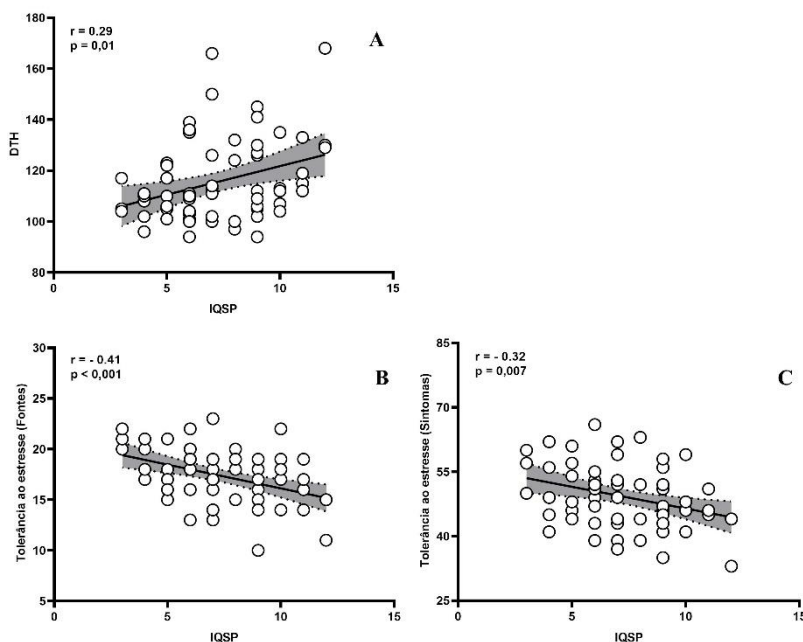 r = 0.29
p = 0,01
A
180
160
140
120
100
80
DTH
0
5
10
15
IQSP
r = - 0.41
p < 0,001
B
30
25
20
15
10
5
Tolerância ao estresse (Fontes)
0
5
10
15
IQSP
r = - 0.32
p = 0,007
C
85
70
55
40
25
Tolerância ao estresse (Sintomas)
0
5
10
15
IQSP